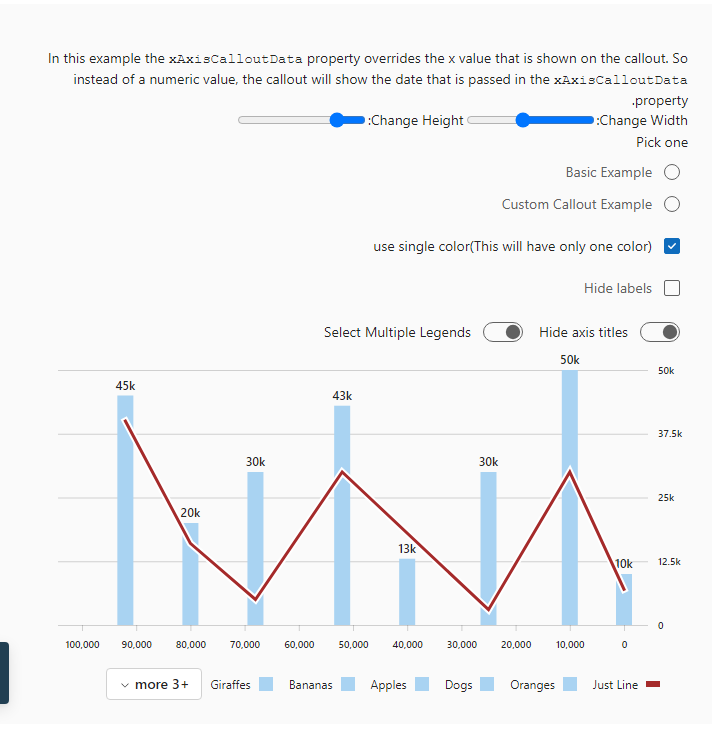 In this example the xAxisCalloutData property overrides the x value that is shown on the callout. So
instead of a numeric value, the callout will show the date that is passed in the xAxisCalloutData
.property
:Change Width :Change Height
Pick one
Basic Example
Custom Callout Example
use single color(This will have only one color)
Hide labels
Hide axis titles Select Multiple Legends
50k
45k
43k
30k
30k
20k
13k
10k
50k
37.5k
25k
12.5k
0
100,000 90,000 80,000 70,000 60,000 50,000 40,000 30,000 20,000 10,000 0
Just Line Oranges Dogs Apples Bananas Giraffes more 3+